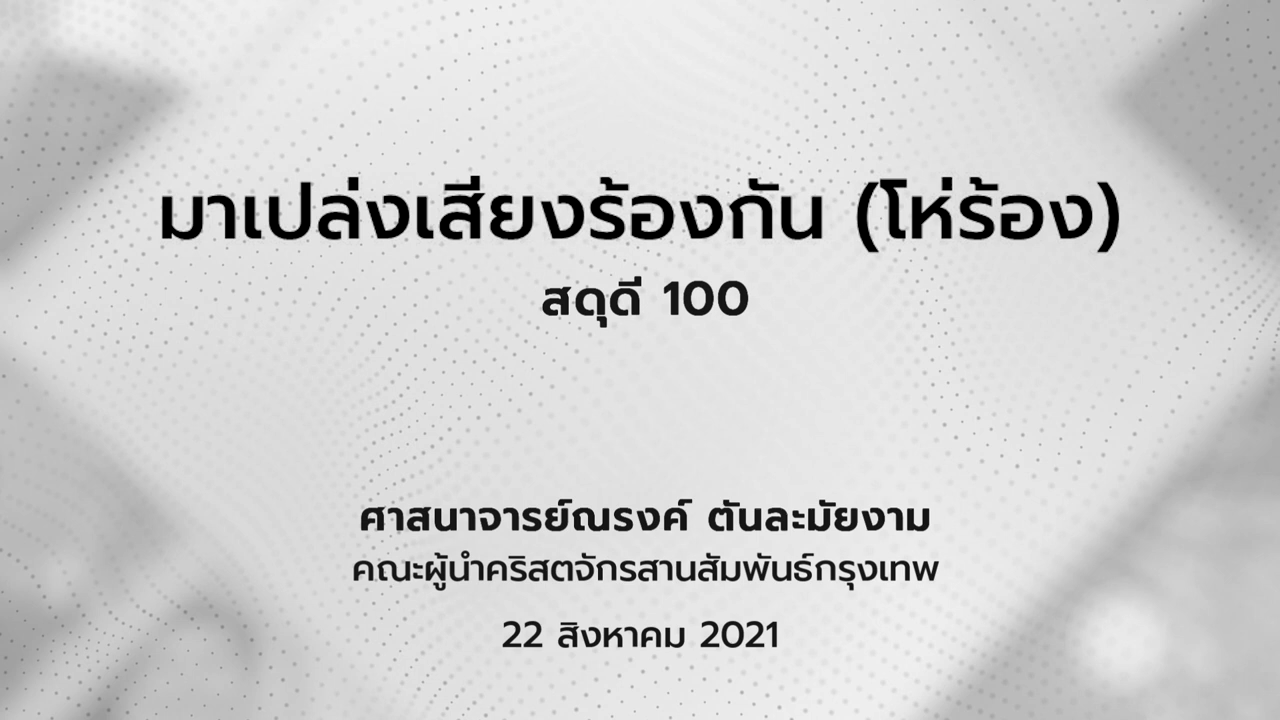 มาเปล่งเสียงร้องกัน (โห่ร้อง)
สดุดี 100
ศาสนาจารย์ณรงค์ ตันละมัยงาม
คณะผู้นำคริสตจักรสานสัมพันธ์กรุงเทพ
22 สิงหาคม 2021